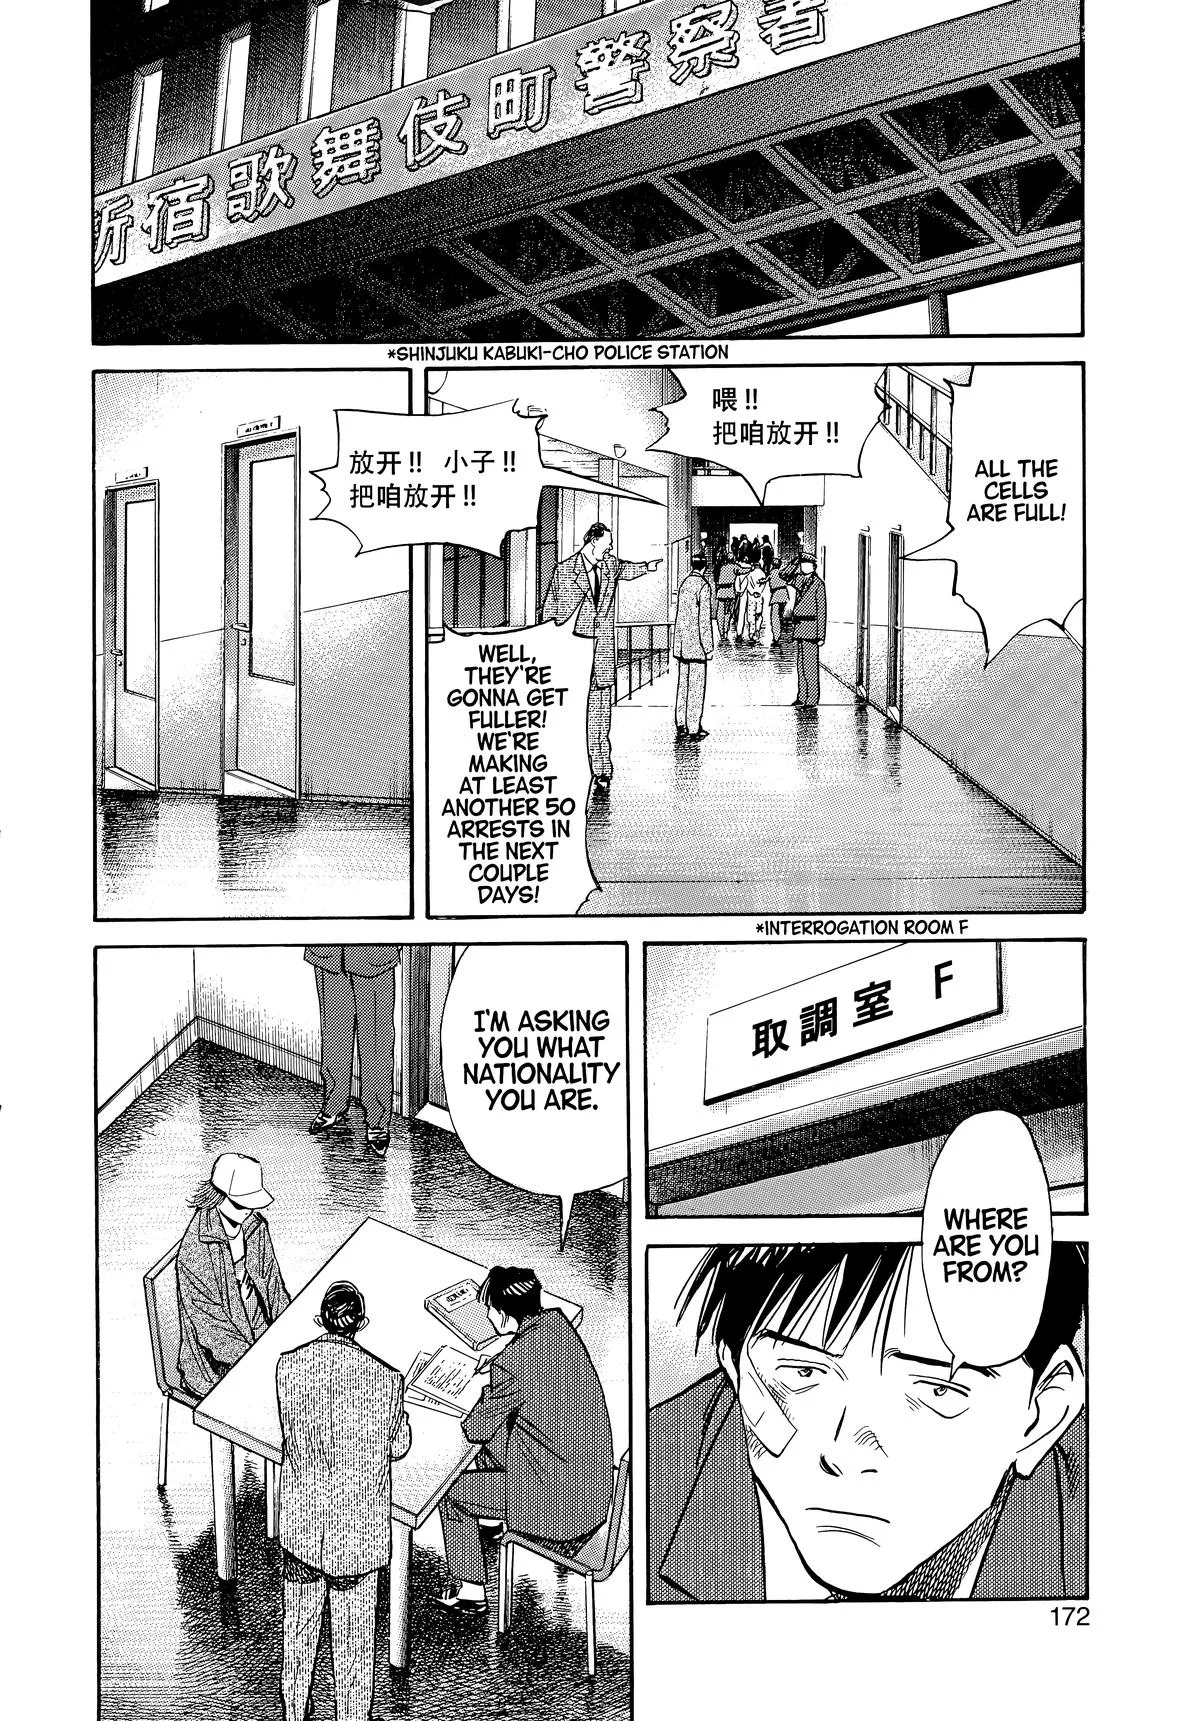 新宿歌舞伎町警察署
*SHINJUKU KABUKI-CHO POLICE STATION
ALL THE
CELLS
ARE FULL!
喂!!
把咱放开!!
放开!! 小子!!
把咱放开!!
WELL,
THEY'RE
GONNA GET
FULLER!
WE'RE
MAKING
AT LEAST
ANOTHER 50
ARRESTS IN
THE NEXT
COUPLE
DAYS!
*INTERROGATION ROOM F
取調室 F
WHERE
ARE YOU
FROM?
I'M ASKING
YOU WHAT
NATIONALITY
YOU ARE.
172